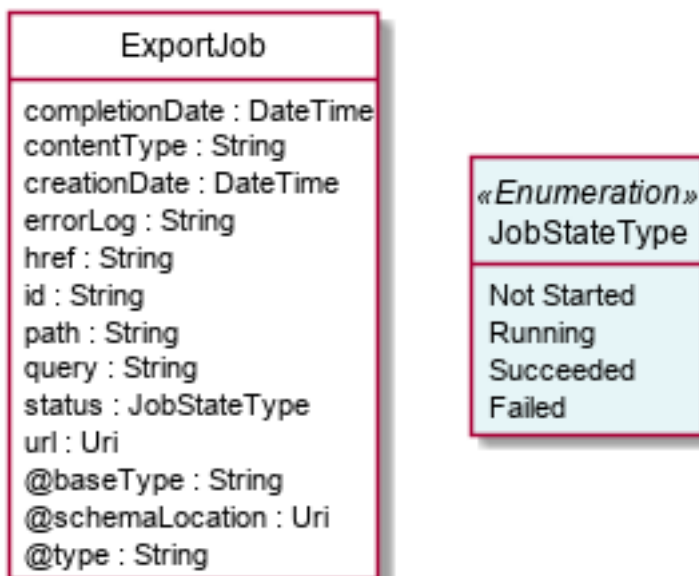 ExportJob
completionDate : DateTime
contentType : String
creationDate : DateTime
errorLog : String
href : String
id : String
path : String
query : String
status : JobStateType
url : Uri
@baseType : String
@schemaLocation : Uri
@type : String
«Enumeration»
JobStateType
Not Started
Running
Succeeded
Failed